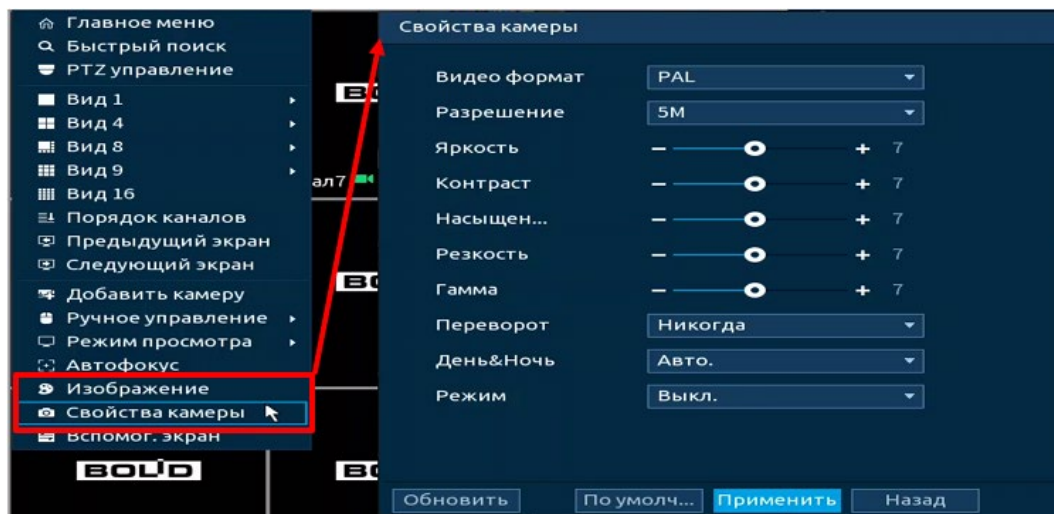 Главное меню
Быстрый поиск
PTZ управление
Вид 1
Вид 4
Вид 8
Вид 9
Вид 16
Порядок каналов
Предыдущий экран
Следующий экран
Добавить камеру
Ручное управление
Режим просмотра
Автофокус
Изображение
Свойства камеры
Вспомог. экран
BOLID
ал7
Свойства камеры
Видео формат PAL
Разрешение 5M
Яркость 7
Контраст 7
Насыщен... 7
Резкость 7
Гамма 7
Переворот Никогда
День&Ночь Авто.
Режим Выкл.
Обновить По умолч... Применить Назад